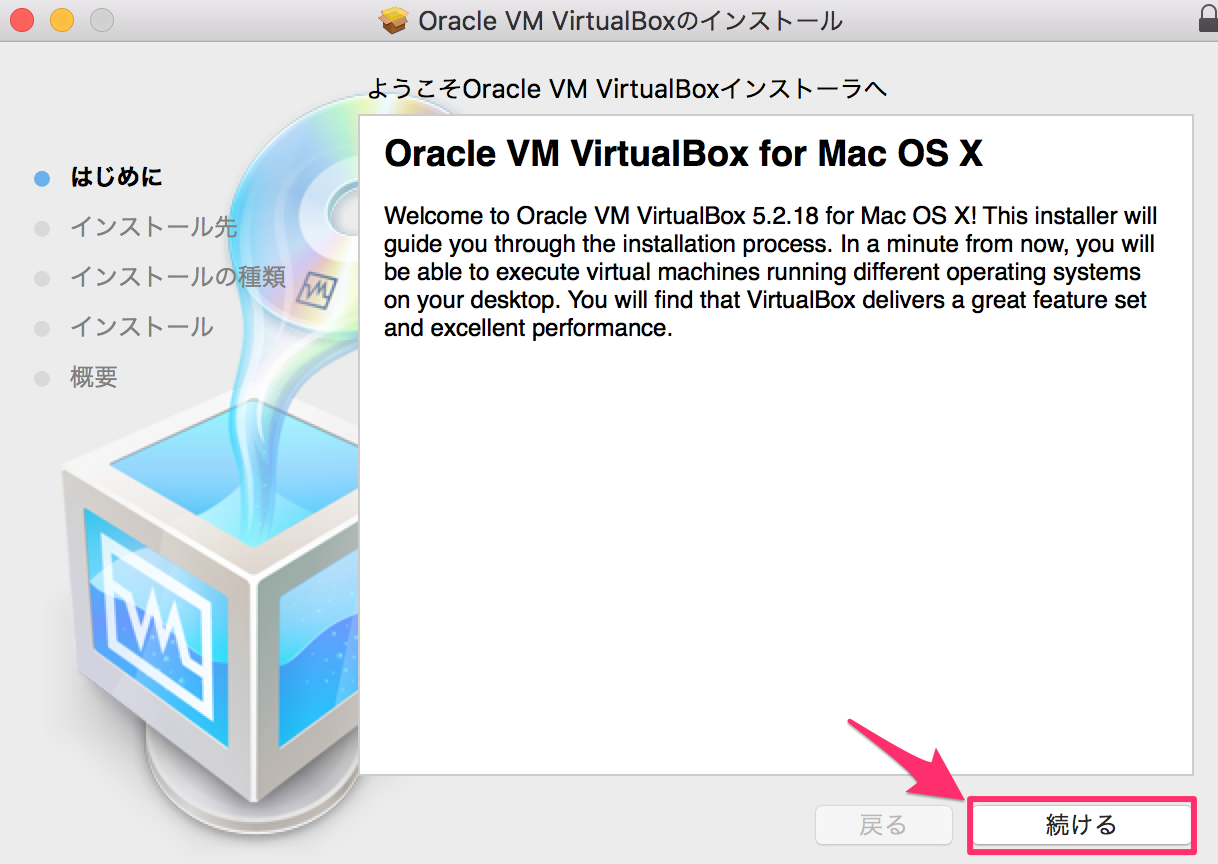 Oracle VM VirtualBoxのインストール
ようこそOracle VM VirtualBoxインストーラへ
はじめに
インストール先
インストールの種類
インストール
概要
Oracle VM VirtualBox for Mac OS X
Welcome to Oracle VM VirtualBox 5.2.18 for Mac OS X! This installer will
guide you through the installation process. In a minute from now, you will
be able to execute virtual machines running different operating systems
on your desktop. You will find that VirtualBox delivers a great feature set
and excellent performance.
戻る
続ける